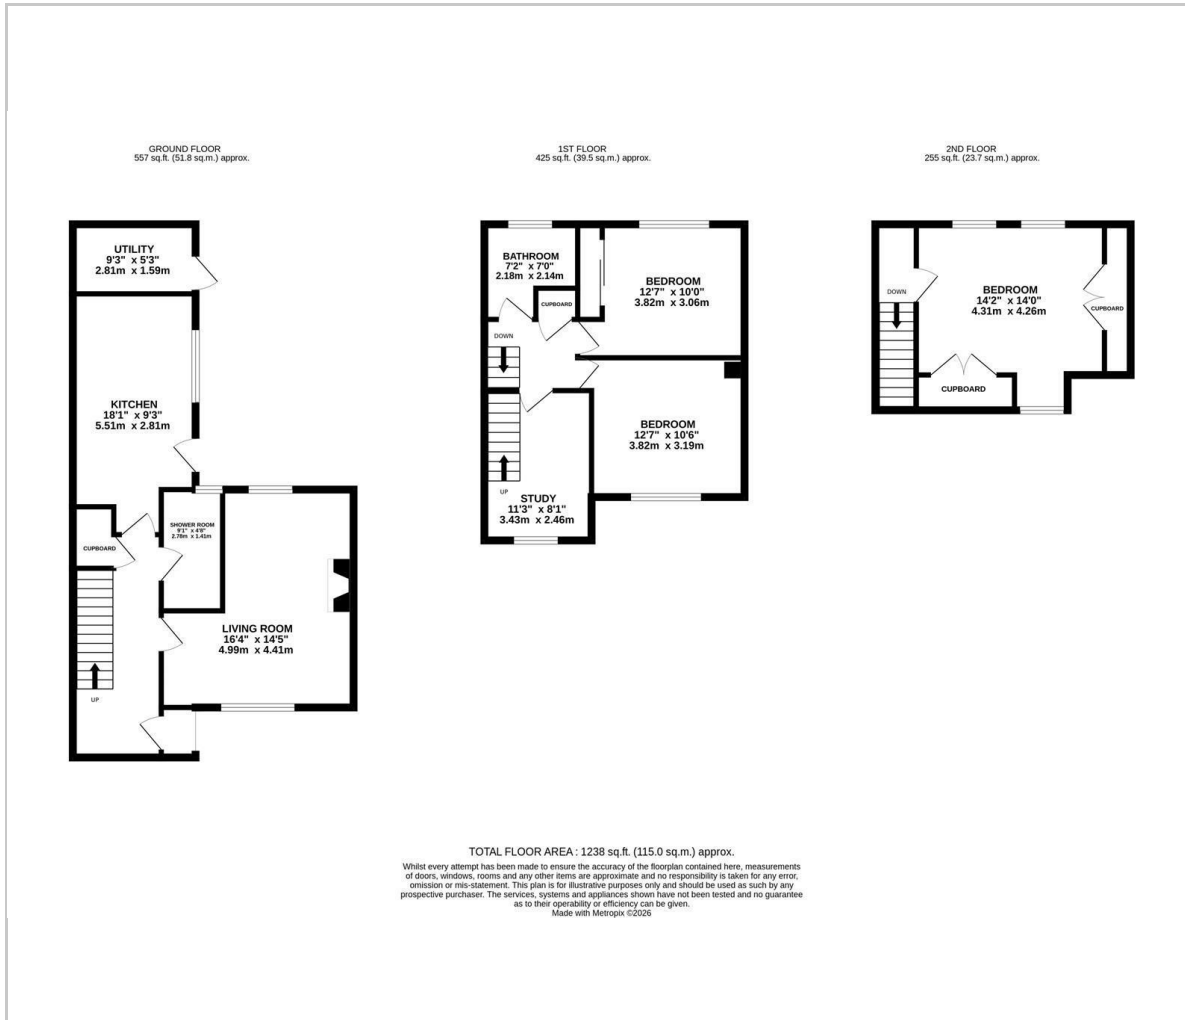 GROUND FLOOR
557 sq.ft. (51.8 sq.m.) approx.
UTILITY
9'3" x 5'3"
2.81m x 1.59m
KITCHEN
18'1" x 9'3"
5.51m x 2.81m
SHOWER ROOM
9'1" x 4'8"
2.78m x 1.41m
CUPBOARD
LIVING ROOM
16'4" x 14'5"
4.99m x 4.41m
UP
1ST FLOOR
425 sq.ft. (39.5 sq.m.) approx.
BATHROOM
7'2" x 7'0"
2.18m x 2.14m
BEDROOM
12'7" x 10'0"
3.82m x 3.06m
CUPBOARD
DOWN
BEDROOM
12'7" x 10'6"
3.82m x 3.19m
UP
STUDY
11'3" x 8'1"
3.43m x 2.46m
2ND FLOOR
255 sq.ft. (23.7 sq.m.) approx.
DOWN
BEDROOM
14'2" x 14'0"
4.31m x 4.26m
CUPBOARD
CUPBOARD
TOTAL FLOOR AREA : 1238 sq.ft. (115.0 sq.m.) approx.
Whilst every attempt has been made to ensure the accuracy of the floorplan contained here, measurements
of doors, windows, rooms and any other items are approximate and no responsibility is taken for any error,
omission or mis-statement. This plan is for illustrative purposes only and should be used as such by any
prospective purchaser. The services, systems and appliances shown have not been tested and no guarantee
as to their operability or efficiency can be given.
Made with Metropix ©2026